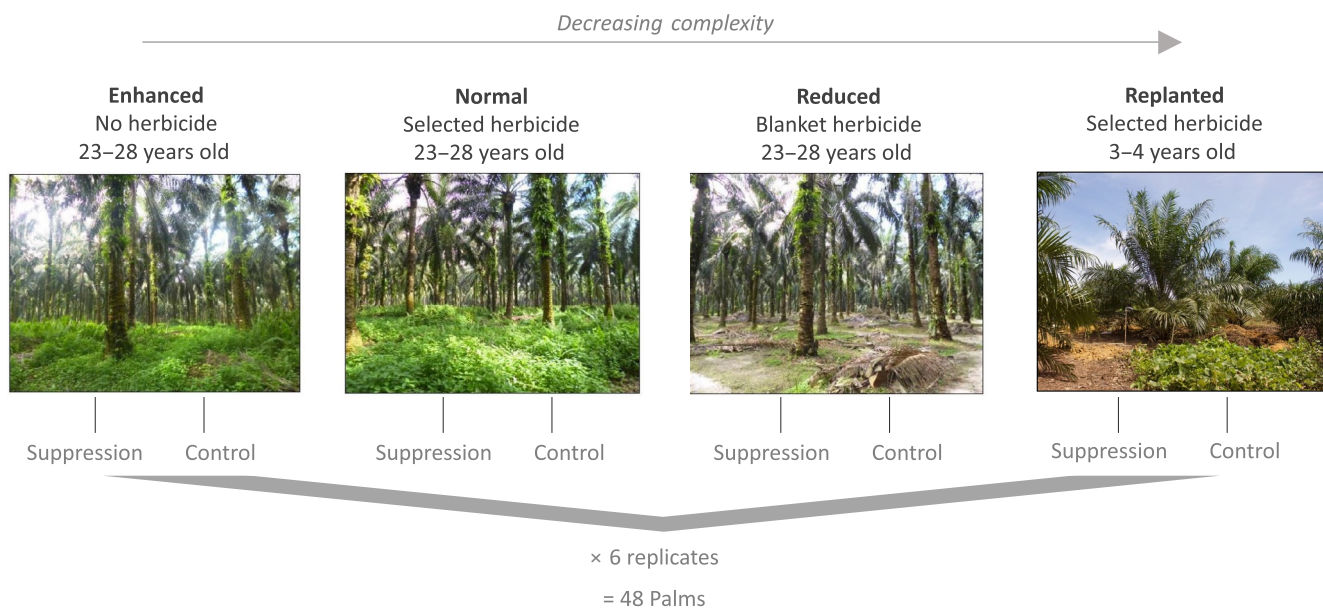 Decreasing complexity
Enhanced
No herbicide
23–28 years old
Normal
Selected herbicide
23–28 years old
Reduced
Blanket herbicide
23–28 years old
Replanted
Selected herbicide
3–4 years old
Suppression Control
Suppression Control
Suppression Control
Suppression Control
× 6 replicates
= 48 Palms